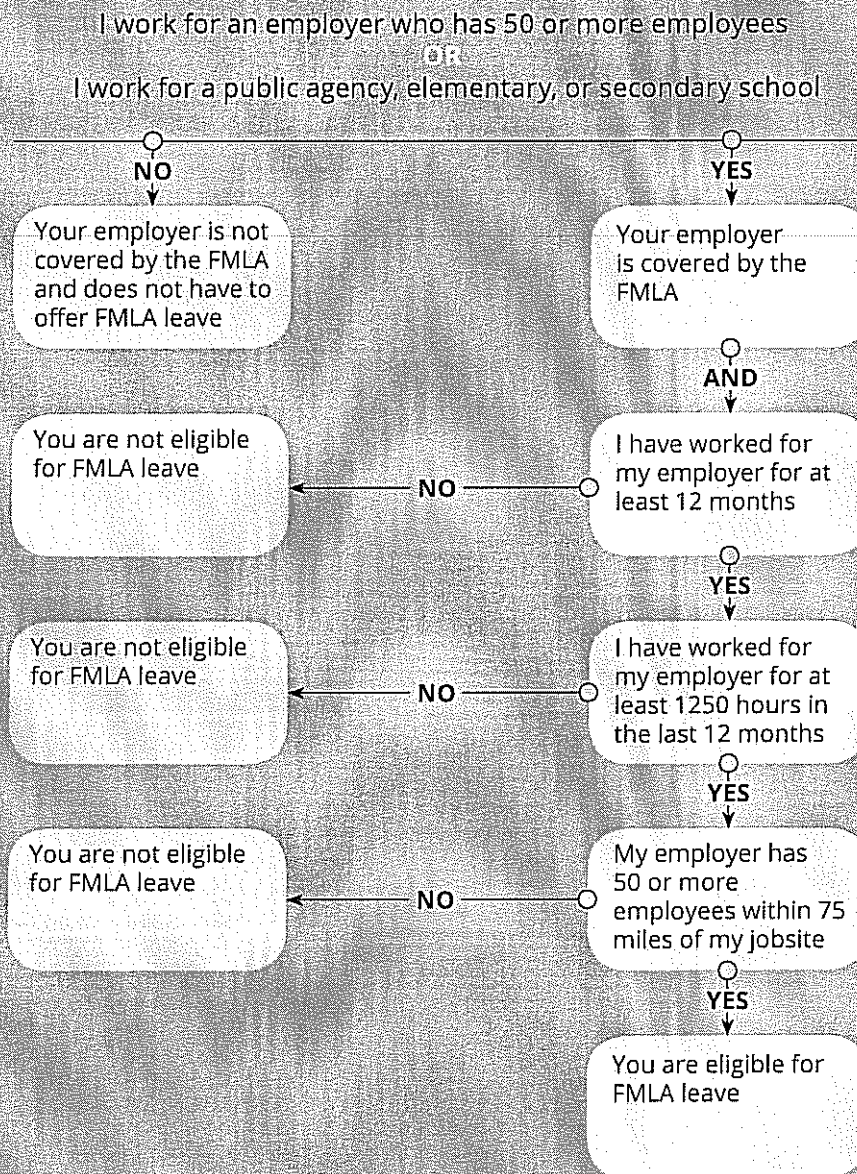 I work for an employer who has 50 or more employees
OR
I work for a public agency, elementary, or secondary school
NO
YES
Your employer is not
covered by the FMLA
and does not have to
offer FMLA leave
Your employer
is covered by the
FMLA
AND
You are not eligible
for FMLA leave
NO
I have worked for
my employer for at
least 12 months
YES
You are not eligible
for FMLA leave
NO
I have worked for
my employer for at
least 1250 hours in
the last 12 months
YES
You are not eligible
for FMLA leave
NO
My employer has
50 or more
employees within 75
miles of my jobsite
YES
You are eligible for
FMLA leave